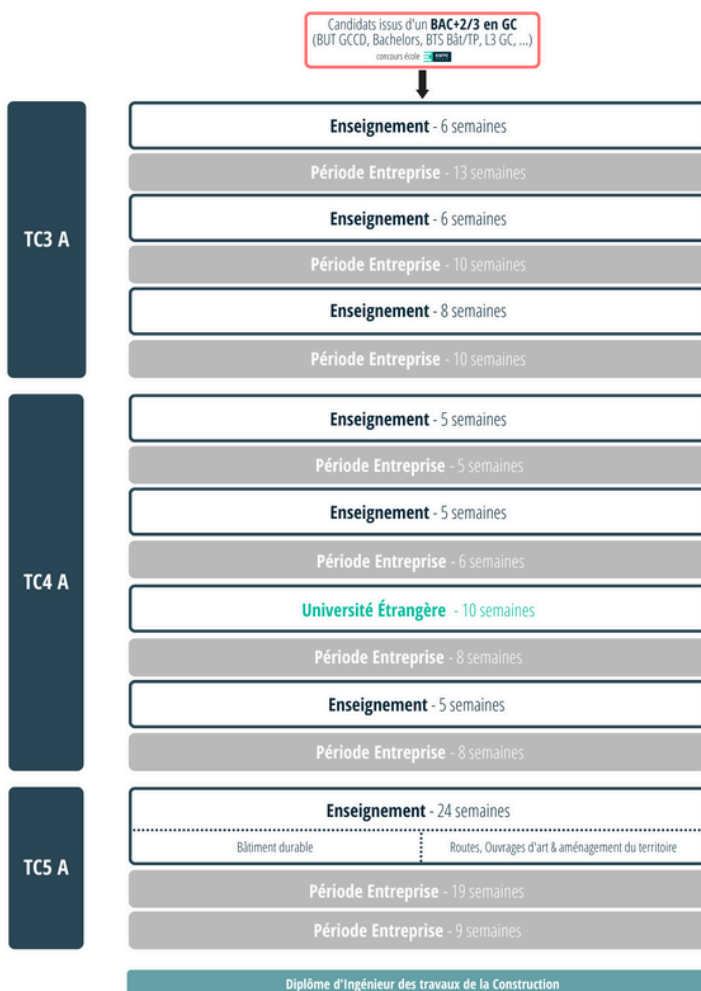 Candidats issus d'un BAC+2/3 en GC
(BUT GCCD, Bachelors, BTS Bât/TP, L3 GC, ...)
concours école
TC3 A
Enseignement - 6 semaines
Période Entreprise - 13 semaines
Enseignement - 6 semaines
Période Entreprise - 10 semaines
Enseignement - 8 semaines
Période Entreprise - 10 semaines
TC4 A
Enseignement - 5 semaines
Période Entreprise - 5 semaines
Enseignement - 5 semaines
Période Entreprise - 6 semaines
Université Étrangère - 10 semaines
Période Entreprise - 8 semaines
Enseignement - 5 semaines
Période Entreprise - 8 semaines
TC5 A
Enseignement - 24 semaines
Bâtiment durable
Routes, Ouvrages d'art & aménagement du territoire
Période Entreprise - 19 semaines
Période Entreprise - 9 semaines
Diplôme d'Ingénieur des travaux de la Construction